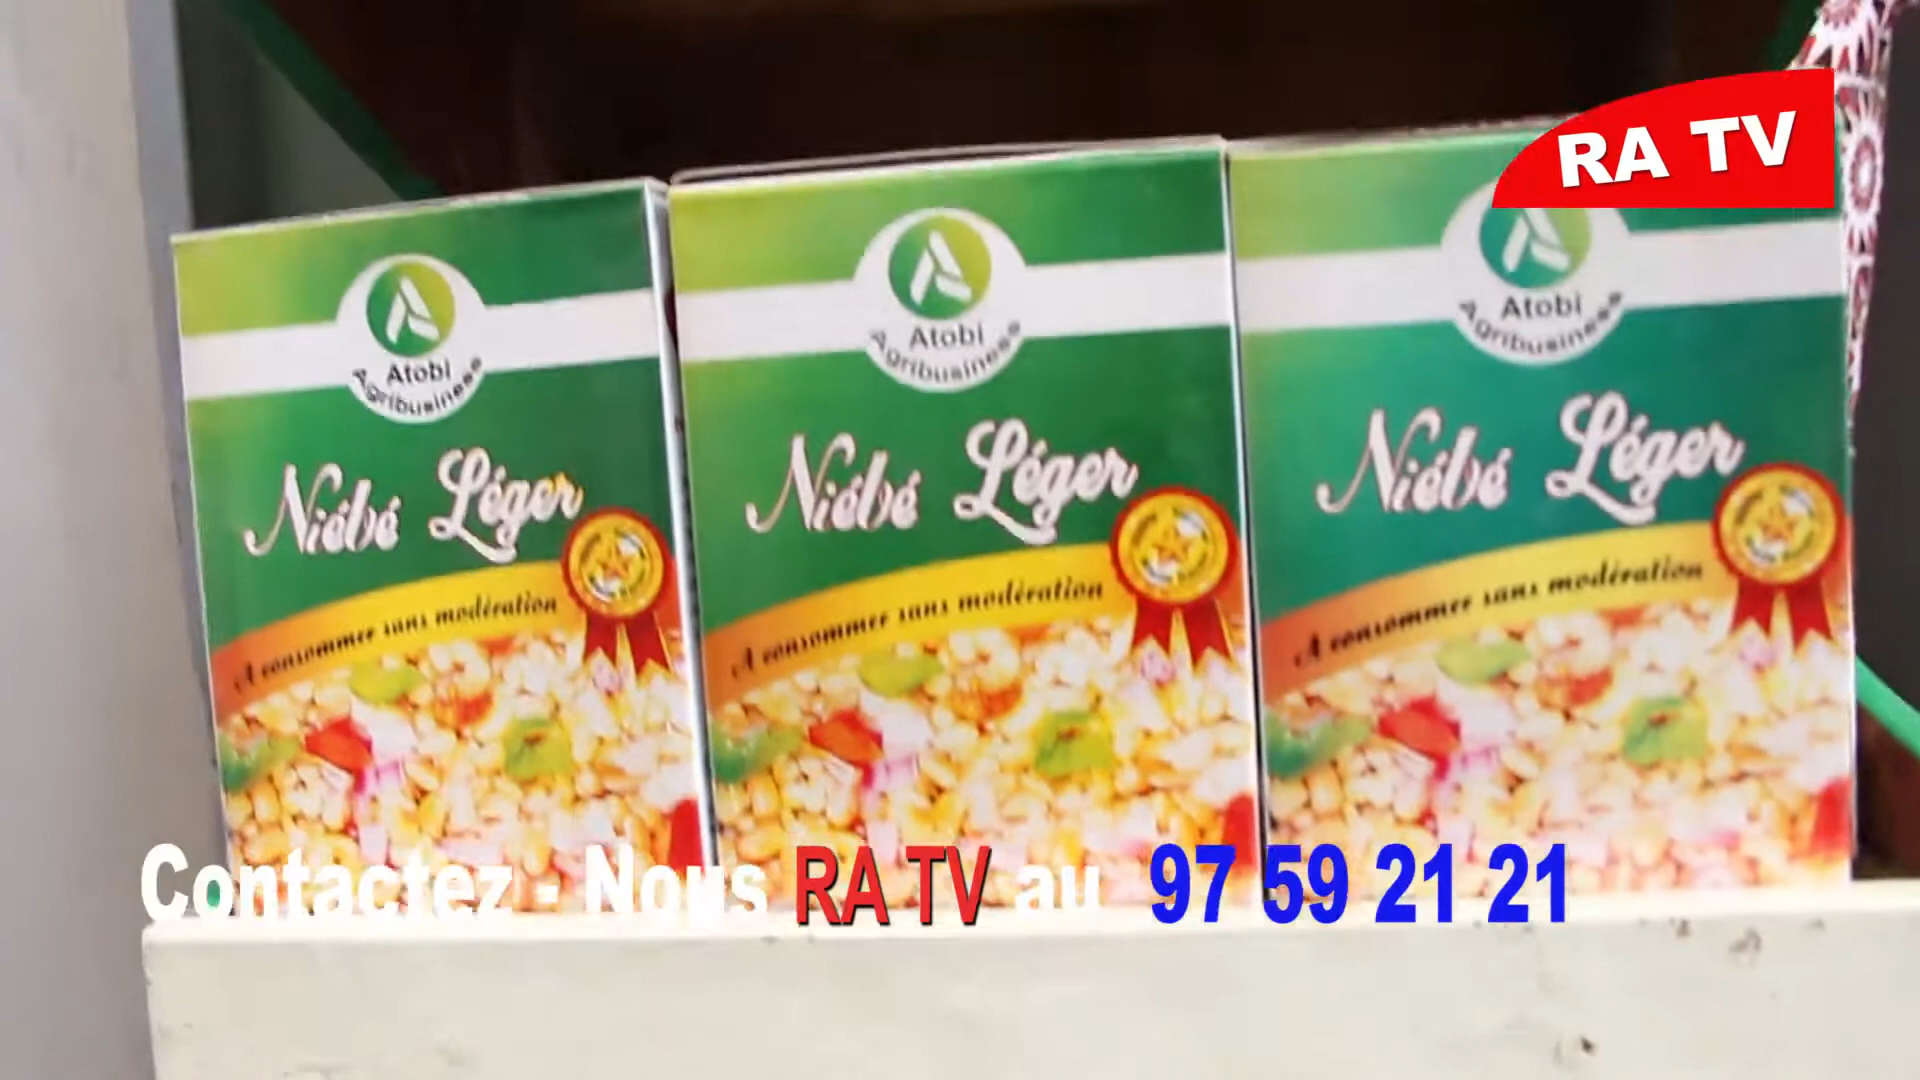 RA TV
Atobi
Agribusiness
Niébé Léger
A consommer sans modération
Atobi
Agribusiness
Niébé Léger
A consommer sans modération
Atobi
Agribusiness
Niébé Léger
A consommer sans modération
Contactez - Nous RA TV au 97 59 21 21